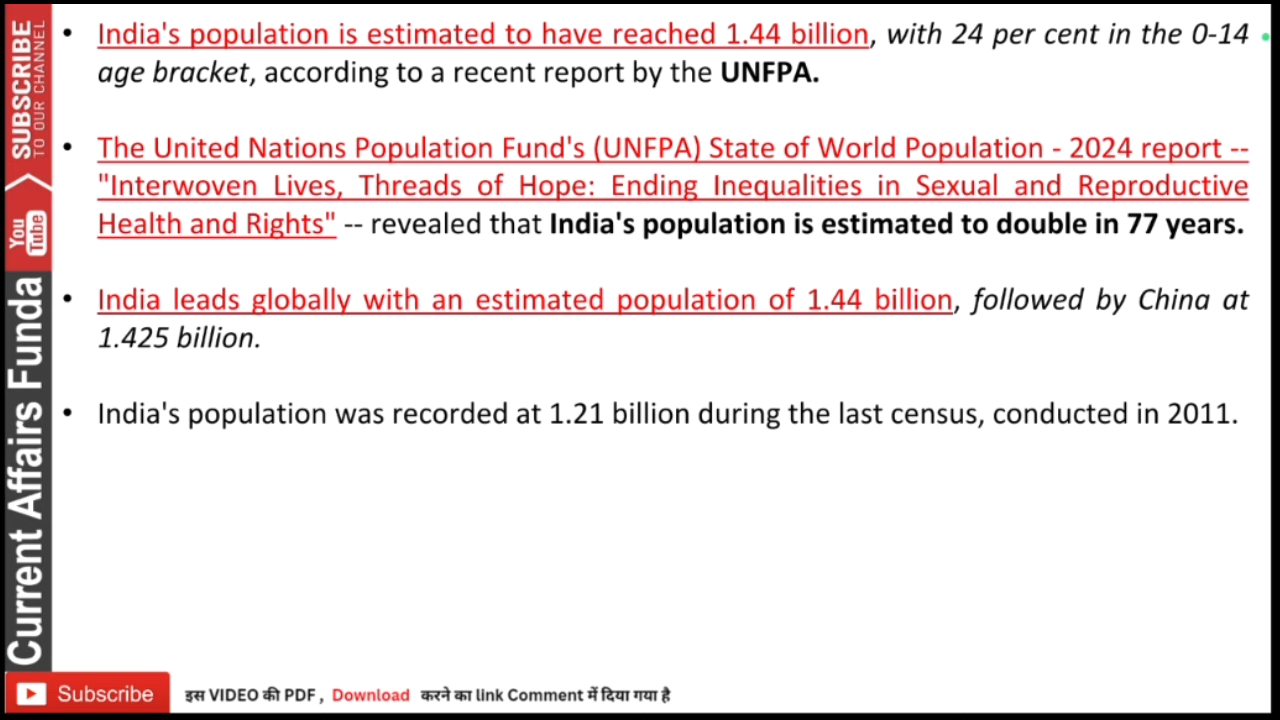 • India's population is estimated to have reached 1.44 billion, with 24 per cent in the 0-14
age bracket, according to a recent report by the UNFPA.
• The United Nations Population Fund's (UNFPA) State of World Population - 2024 report --
"Interwoven Lives, Threads of Hope: Ending Inequalities in Sexual and Reproductive
Health and Rights" -- revealed that India's population is estimated to double in 77 years.
• India leads globally with an estimated population of 1.44 billion, followed by China at
1.425 billion.
• India's population was recorded at 1.21 billion during the last census, conducted in 2011.
SUBSCRIBE
TO OUR CHANNEL
You
Tube
Current Affairs Funda
Subscribe
इस VIDEO की PDF , Download करने का link Comment में दिया गया है